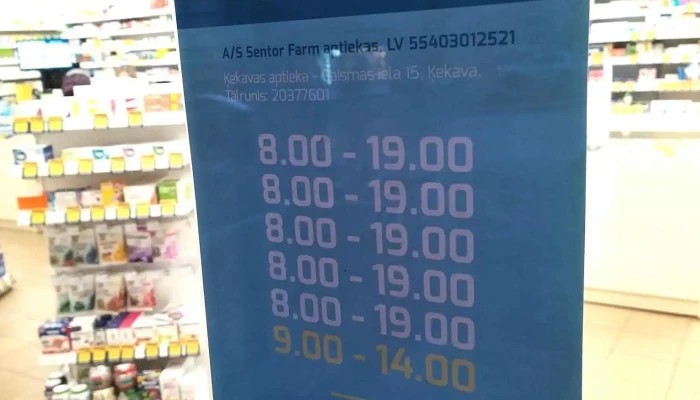 A/S Sentor Farm aptiekas, LV 55403012521
Ķekavas aptieka – Gaismas iela 15, Ķekava,
Tālrunis: 20377601
8.00 - 19.00
8.00 - 19.00
8.00 - 19.00
8.00 - 19.00
8.00 - 19.00
9.00 - 14.00